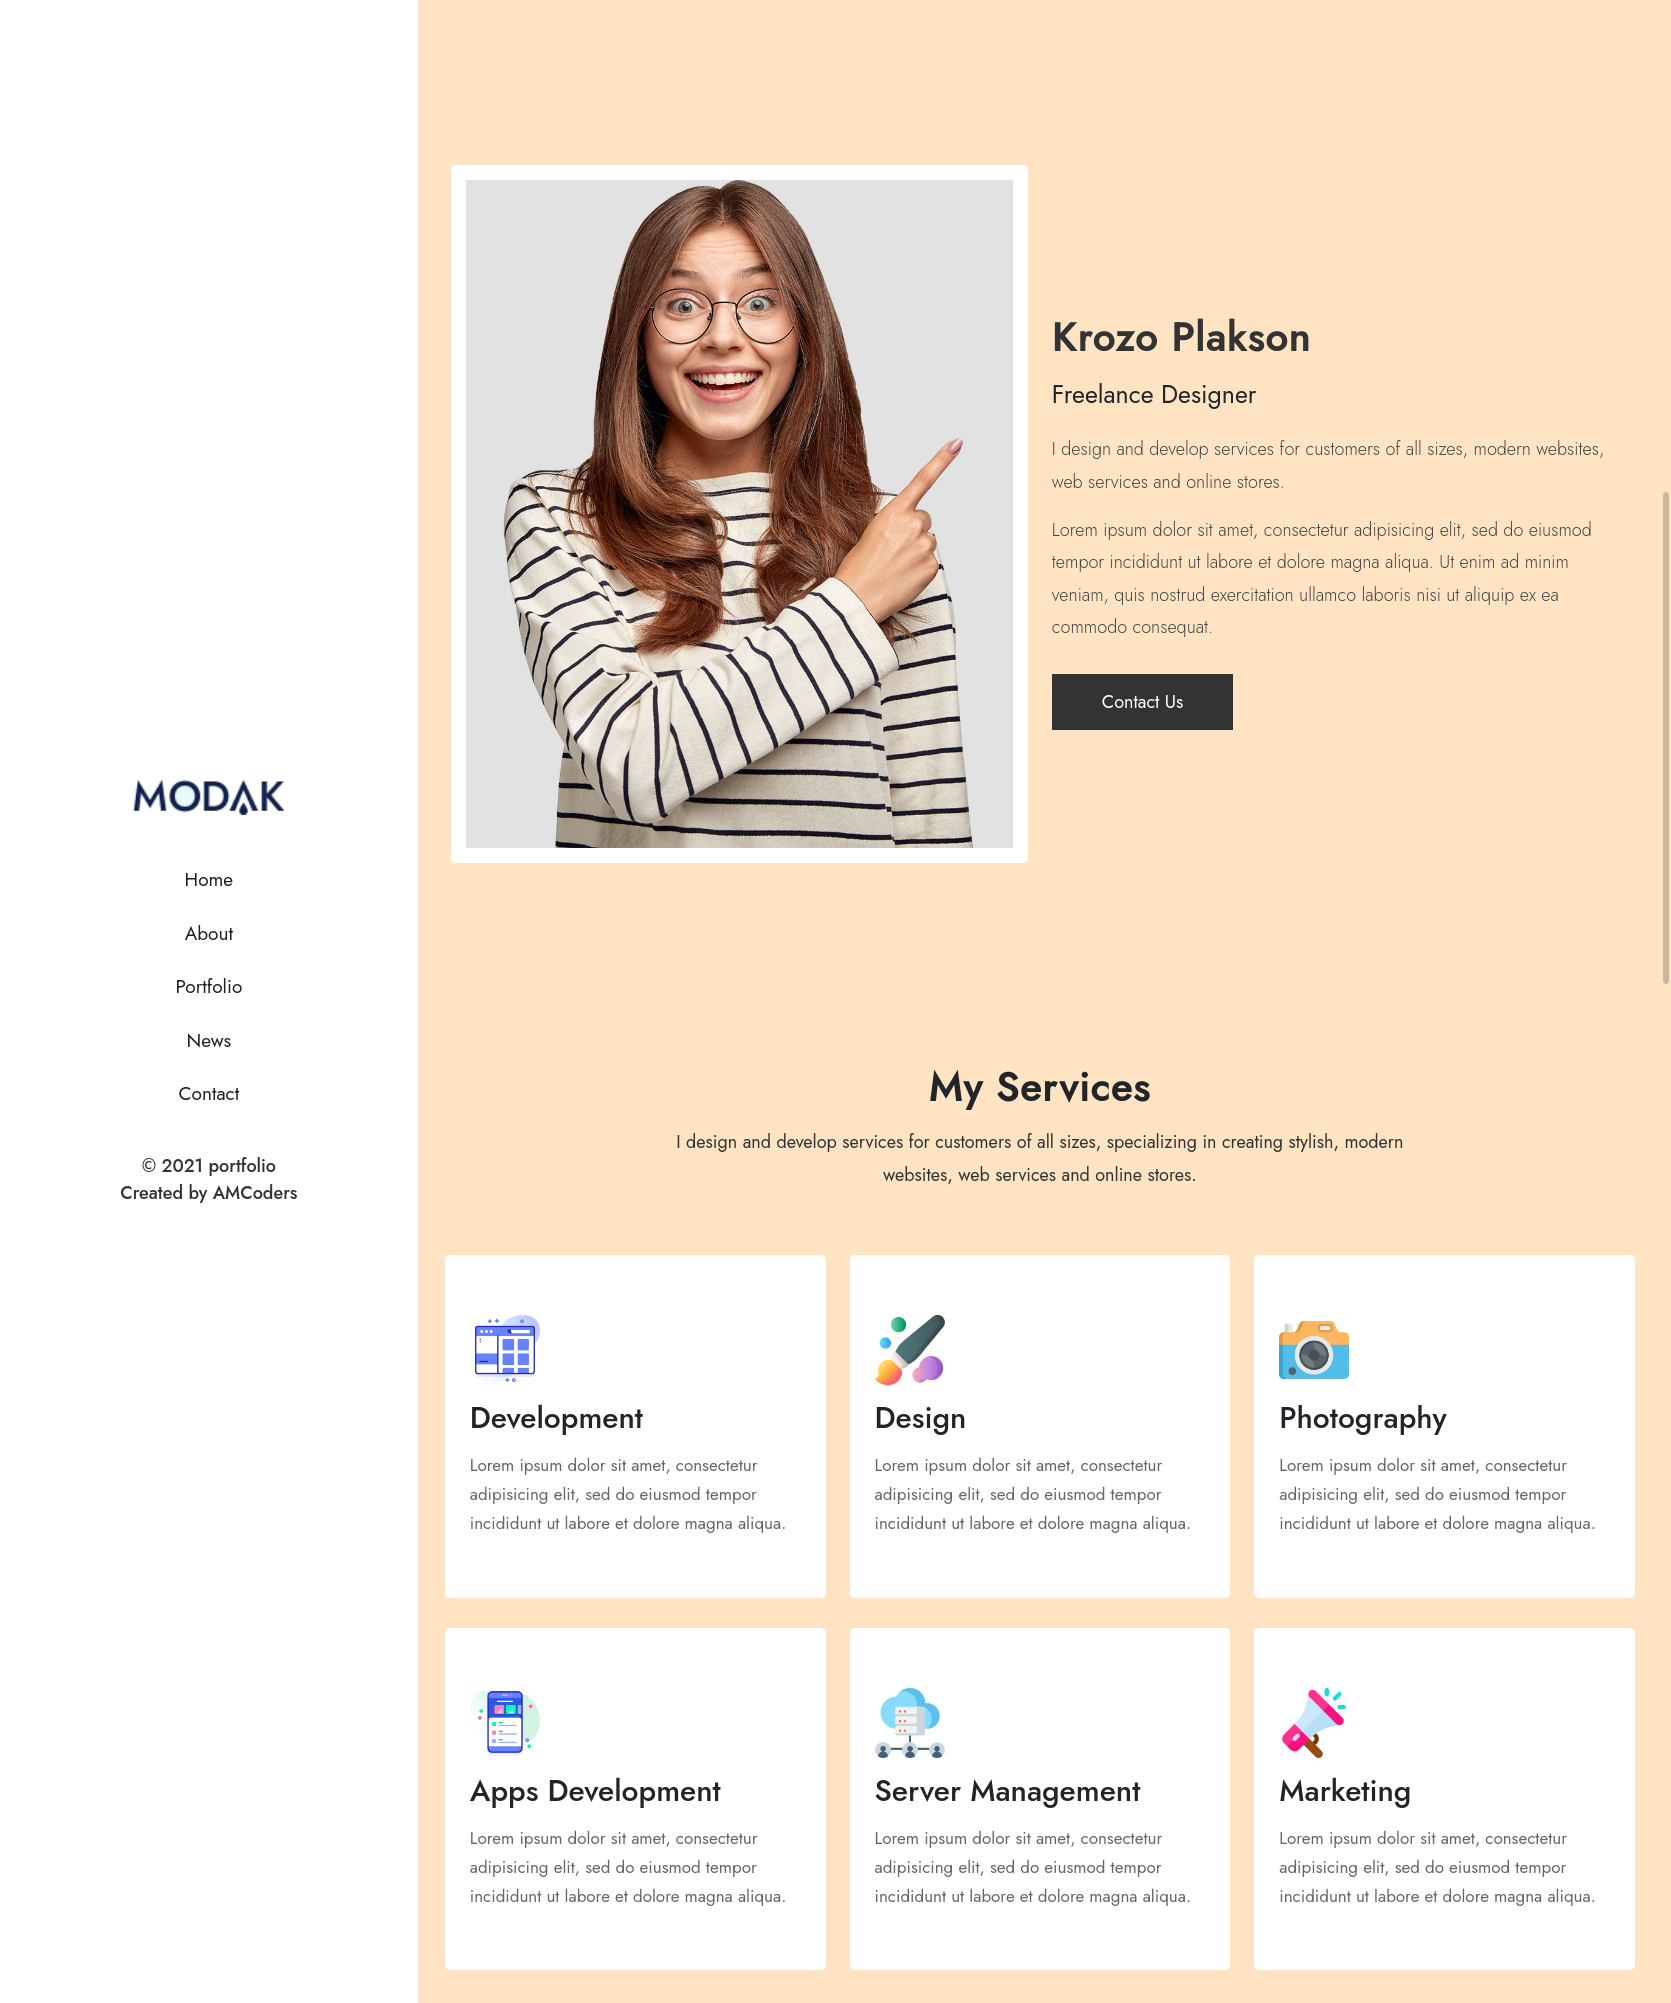 MODAK
Home
About
Portfolio
News
Contact
© 2021 portfolio
Created by AMCoders
Krozo Plakson
Freelance Designer
I design and develop services for customers of all sizes, modern websites,
web services and online stores.
Lorem ipsum dolor sit amet, consectetur adipisicing elit, sed do eiusmod
tempor incididunt ut labore et dolore magna aliqua. Ut enim ad minim
veniam, quis nostrud exercitation ullamco laboris nisi ut aliquip ex ea
commodo consequat.
Contact Us
My Services
I design and develop services for customers of all sizes, specializing in creating stylish, modern
websites, web services and online stores.
Development
Lorem ipsum dolor sit amet, consectetur
adipisicing elit, sed do eiusmod tempor
incididunt ut labore et dolore magna aliqua.
Design
Lorem ipsum dolor sit amet, consectetur
adipisicing elit, sed do eiusmod tempor
incididunt ut labore et dolore magna aliqua.
Photography
Lorem ipsum dolor sit amet, consectetur
adipisicing elit, sed do eiusmod tempor
incididunt ut labore et dolore magna aliqua.
Apps Development
Lorem ipsum dolor sit amet, consectetur
adipisicing elit, sed do eiusmod tempor
incididunt ut labore et dolore magna aliqua.
Server Management
Lorem ipsum dolor sit amet, consectetur
adipisicing elit, sed do eiusmod tempor
incididunt ut labore et dolore magna aliqua.
Marketing
Lorem ipsum dolor sit amet, consectetur
adipisicing elit, sed do eiusmod tempor
incididunt ut labore et dolore magna aliqua.